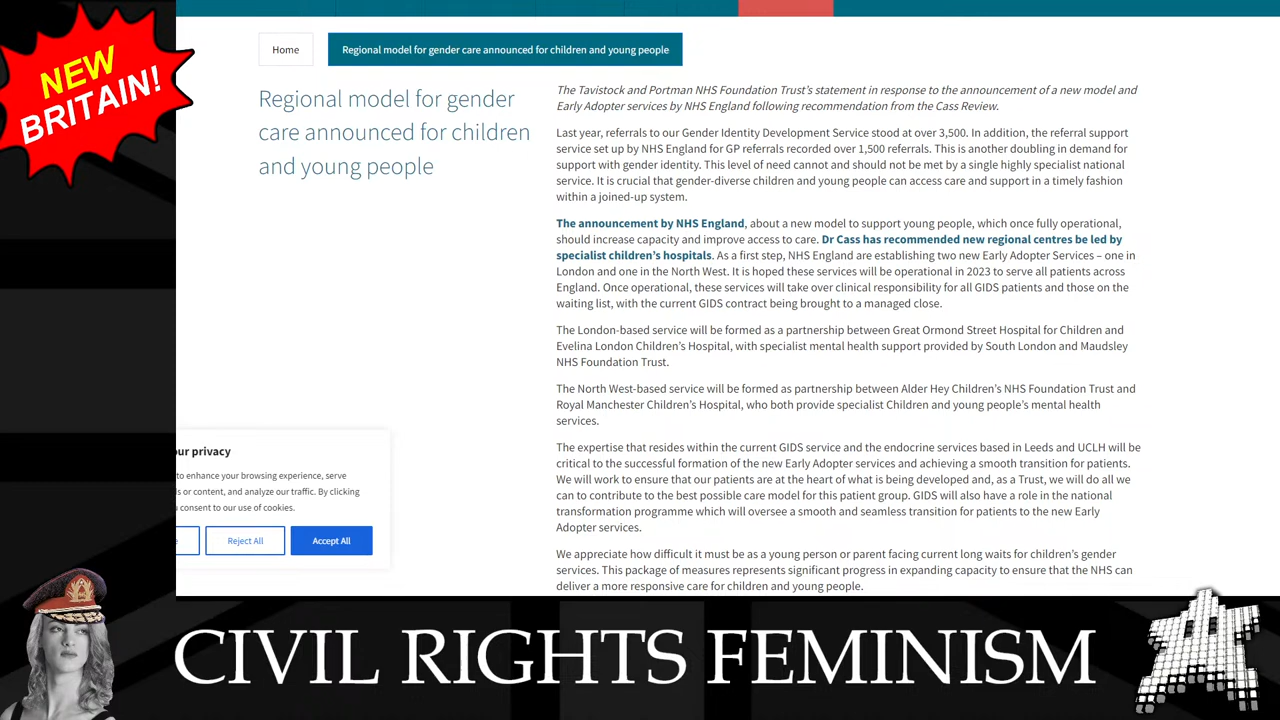 NEW
BRITAIN!
Home
Regional model for gender care announced for children and young people
Regional model for gender
care announced for children
and young people
The Tavistock and Portman NHS Foundation Trust's statement in response to the announcement of a new model and
Early Adopter services by NHS England following recommendation from the Cass Review.
Last year, referrals to our Gender Identity Development Service stood at over 3,500. In addition, the referral support
service set up by NHS England for GP referrals recorded over 1,500 referrals. This is another doubling in demand for
support with gender identity. This level of need cannot and should not be met by a single highly specialist national
service. It is crucial that gender-diverse children and young people can access care and support in a timely fashion
within a joined-up system.
The announcement by NHS England, about a new model to support young people, which once fully operational,
should increase capacity and improve access to care. Dr Cass has recommended new regional centres be led by
specialist children's hospitals. As a first step, NHS England are establishing two new Early Adopter Services – one in
London and one in the North West. It is hoped these services will be operational in 2023 to serve all patients across
England. Once operational, these services will take over clinical responsibility for all GIDS patients and those on the
waiting list, with the current GIDS contract being brought to a managed close.
The London-based service will be formed as a partnership between Great Ormond Street Hospital for Children and
Evelina London Children's Hospital, with specialist mental health support provided by South London and Maudsley
NHS Foundation Trust.
The North West-based service will be formed as partnership between Alder Hey Children's NHS Foundation Trust and
Royal Manchester Children's Hospital, who both provide specialist Children and young people's mental health
services.
The expertise that resides within the current GIDS service and the endocrine services based in Leeds and UCLH will be
critical to the successful formation of the new Early Adopter services and achieving a smooth transition for patients.
We will work to ensure that our patients are at the heart of what is being developed and, as a Trust, we will do all we
can to contribute to the best possible care model for this patient group. GIDS will also have a role in the national
transformation programme which will oversee a smooth and seamless transition for patients to the new Early
Adopter services.
We appreciate how difficult it must be as a young person or parent facing current long waits for children's gender
services. This package of measures represents significant progress in expanding capacity to ensure that the NHS can
deliver a more responsive care for children and young people.
our privacy
to enhance your browsing experience, serve
ds or content, and analyze our traffic. By clicking
u consent to our use of cookies.
e
Reject All
Accept All
CIVIL RIGHTS FEMINISM